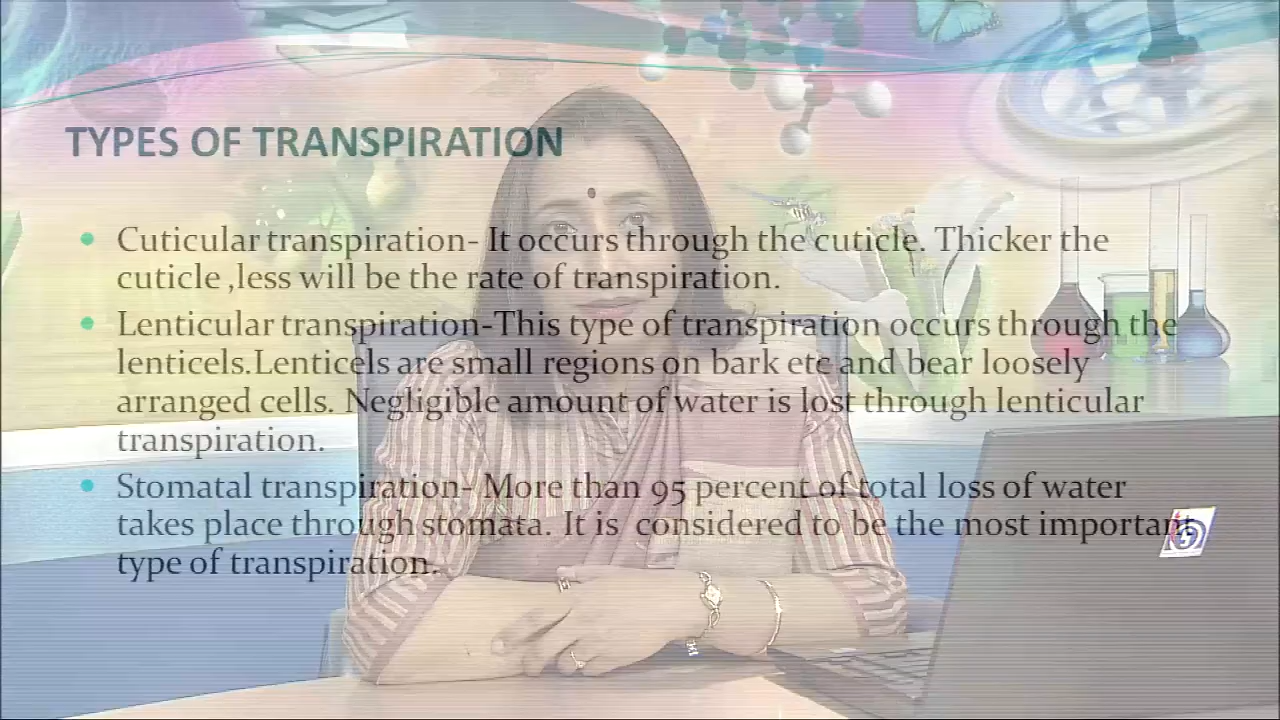 TYPES OF TRANSPIRATION
Cuticular transpiration- It occurs through the cuticle. Thicker the
cuticle ,less will be the rate of transpiration.
Lenticular transpiration-This type of transpiration occurs through the
lenticels.Lenticels are small regions on bark etc and bear loosely
arranged cells. Negligible amount of water is lost through lenticular
transpiration.
Stomatal transpiration- More than 95 percent of total loss of water
takes place through stomata. It is considered to be the most important
type of transpiration.